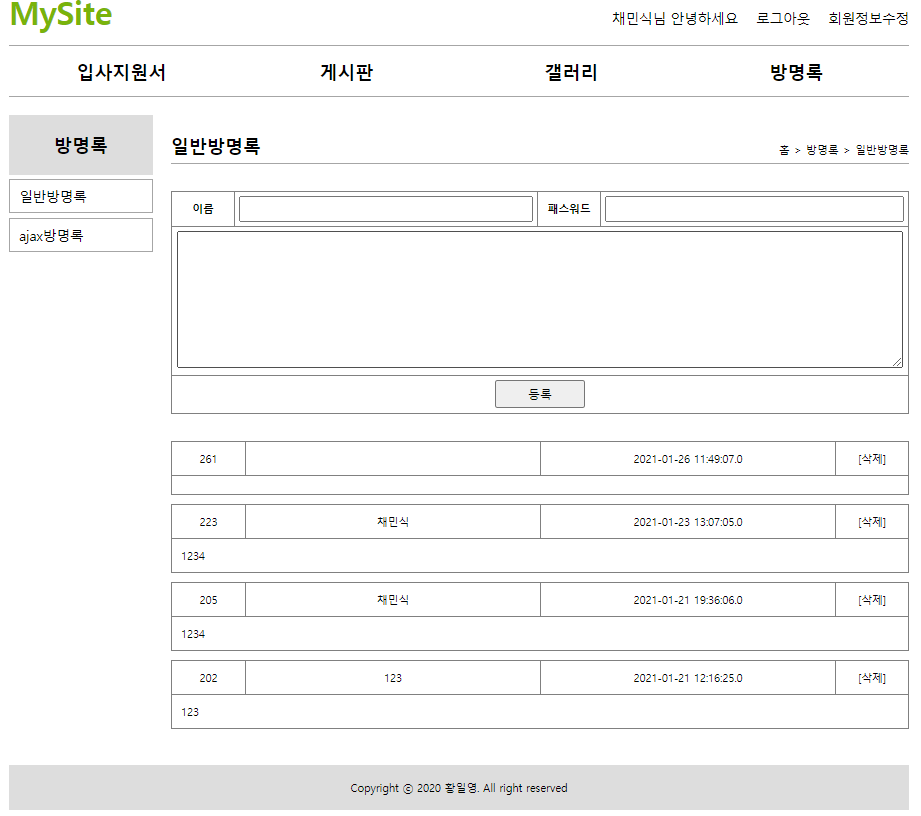 MySite
채민식님 안녕하세요 로그아웃 회원정보수정
입사지원서 게시판 갤러리 방명록
방명록
일반방명록
ajax방명록
일반방명록
홈 > 방명록 > 일반방명록
이름 패스워드
등록
261 2021-01-26 11:49:07.0 [삭제]
223 채민식 2021-01-23 13:07:05.0 [삭제]
1234
205 채민식 2021-01-21 19:36:06.0 [삭제]
1234
202 123 2021-01-21 12:16:25.0 [삭제]
123
Copyright ⓒ 2020 황일영. All right reserved